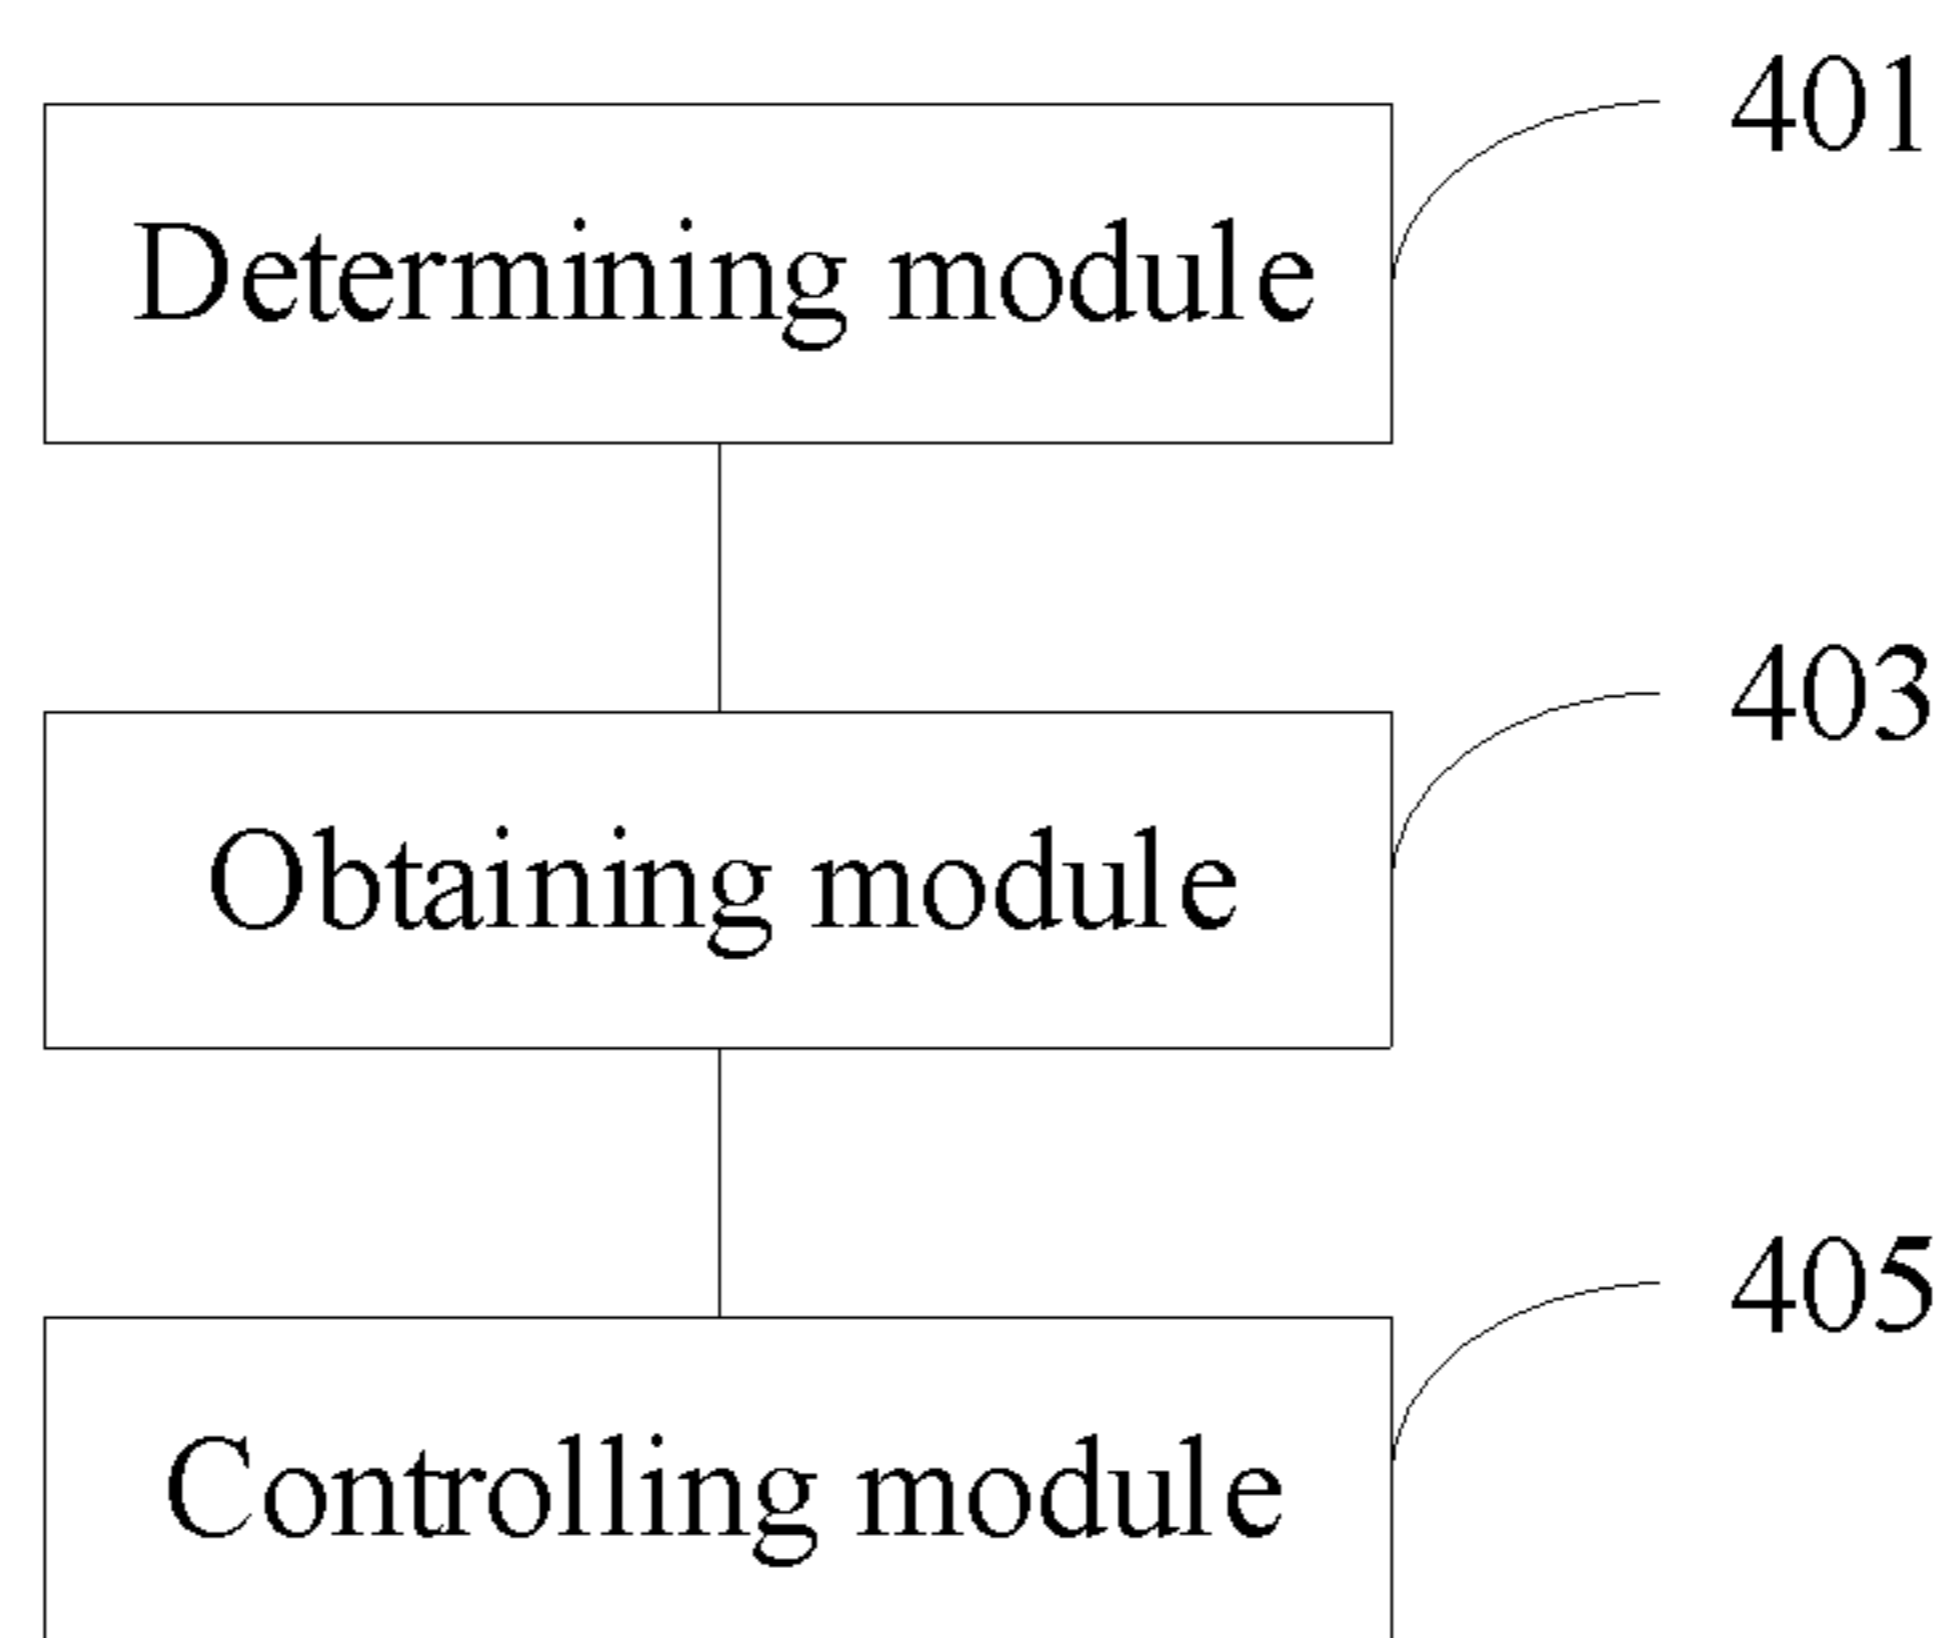 401
Determining module
403
Obtaining module
405
Controlling module